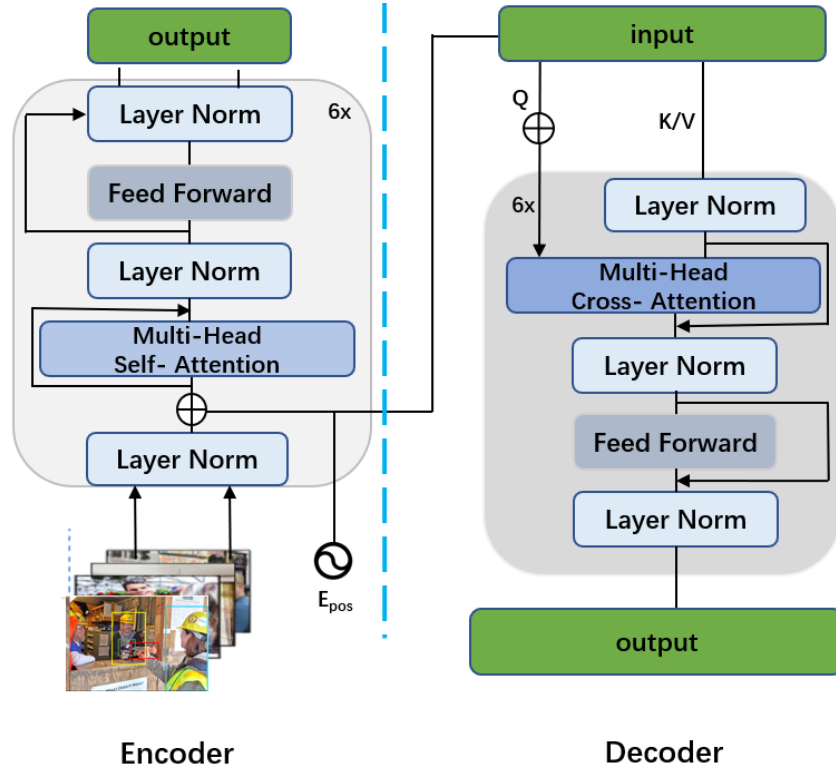 output
Layer Norm
6x
Feed Forward
Layer Norm
Multi-Head
Self- Attention
Layer Norm
E_pos
Encoder
input
Q
K/V
6x
Layer Norm
Multi-Head
Cross- Attention
Layer Norm
Feed Forward
Layer Norm
output
Decoder